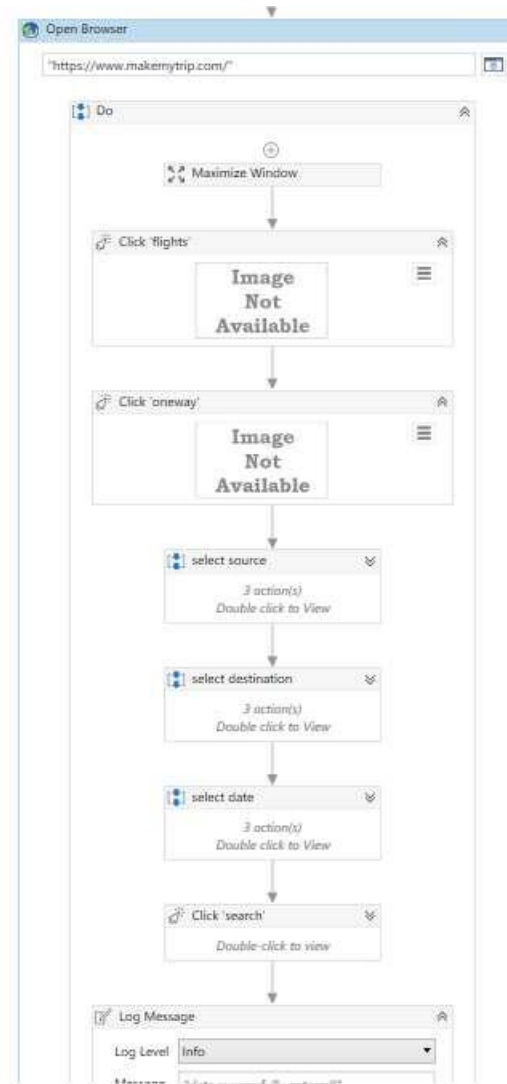 Open Browser
"https://www.makemytrip.com/"
Do
Maximize Window
Click 'flights'
Image
Not
Available
Click 'oneway'
Image
Not
Available
select source
3 action(s)
Double click to View
select destination
3 action(s)
Double click to View
select date
3 action(s)
Double click to View
Click 'search'
Double-click to view
Log Message
Log Level Info
Message